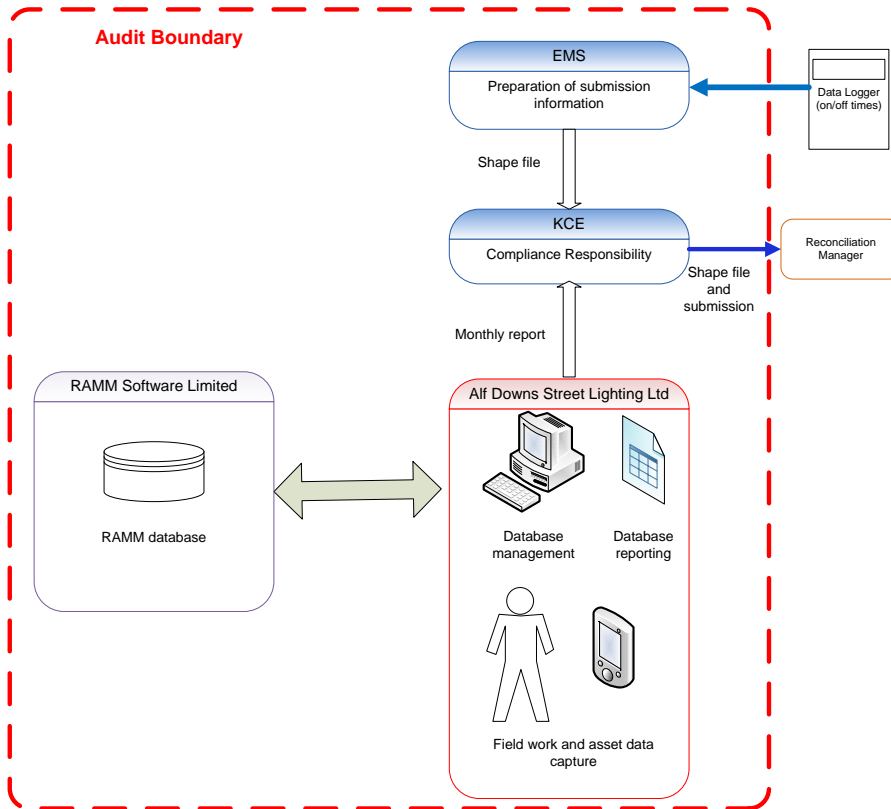 Audit Boundary
EMS
Preparation of submission
information
Data Logger
(on/off times)
Shape file
KCE
Compliance Responsibility
Reconciliation
Manager
Shape file
and
submission
Monthly report
RAMM Software Limited
RAMM database
Alf Downs Street Lighting Ltd
Database
management
Database
reporting
Field work and asset data
capture